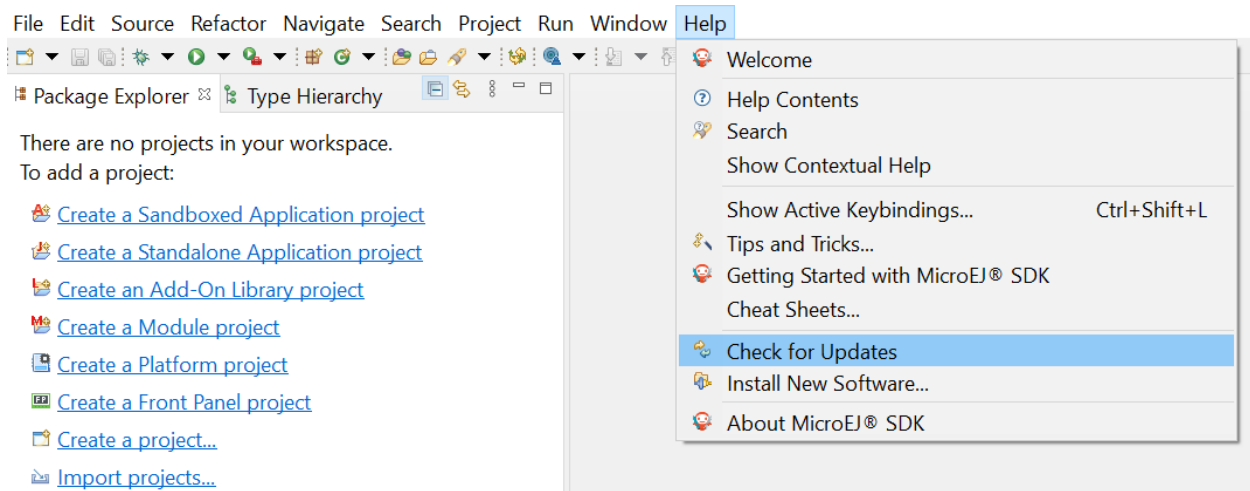 File Edit Source Refactor Navigate Search Project Run Window Help
Package Explorer Type Hierarchy
There are no projects in your workspace.
To add a project:
Create a Sandboxed Application project
Create a Standalone Application project
Create an Add-On Library project
Create a Module project
Create a Platform project
Create a Front Panel project
Create a project...
Import projects...
Welcome
Help Contents
Search
Show Contextual Help
Show Active Keybindings... Ctrl+Shift+L
Tips and Tricks...
Getting Started with MicroEJ® SDK
Cheat Sheets...
Check for Updates
Install New Software...
About MicroEJ® SDK